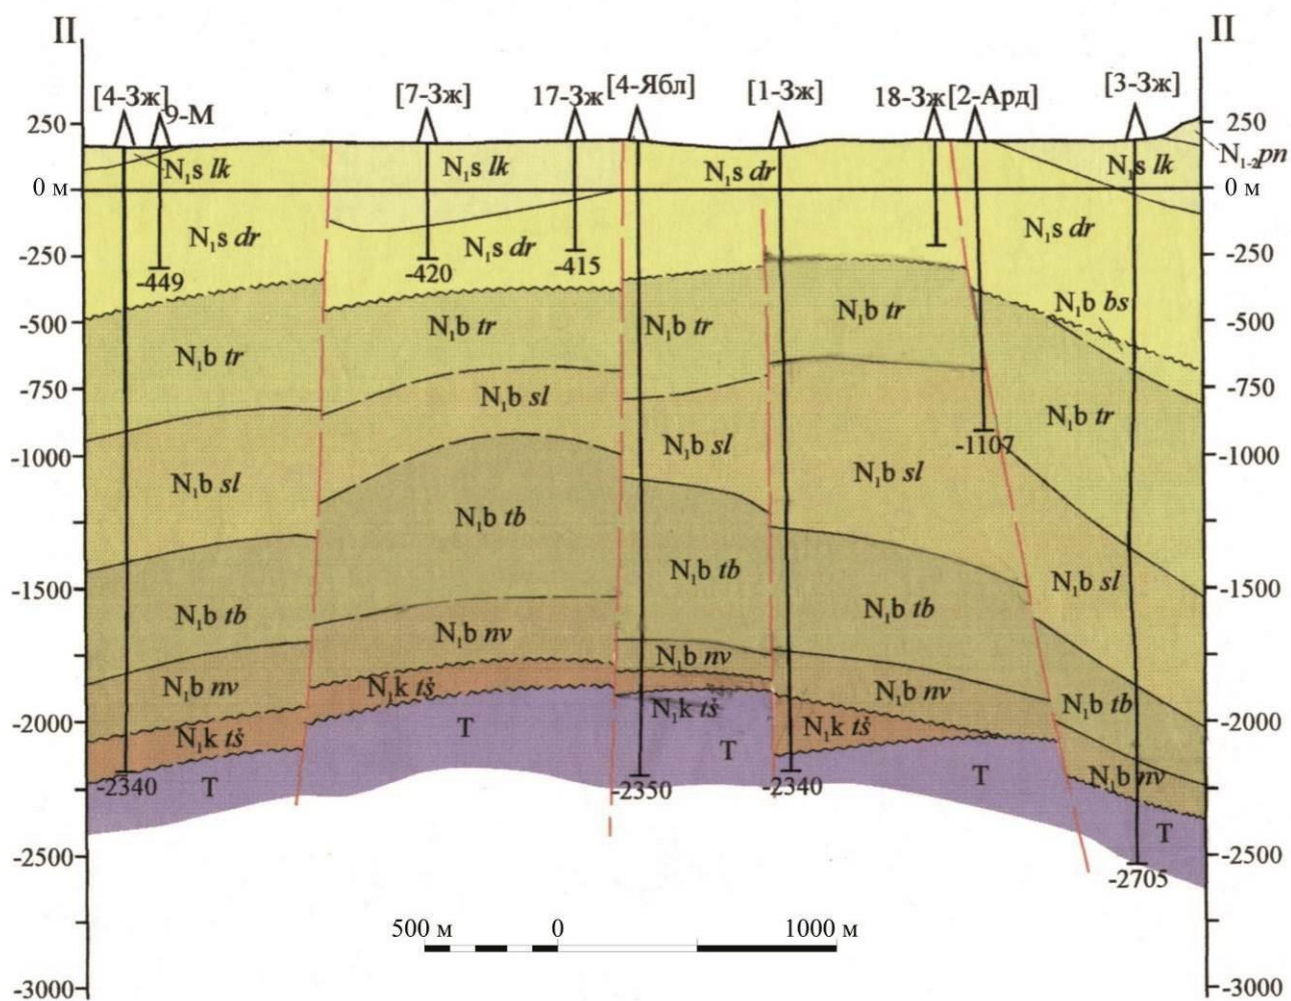 II II
[4-Зж] 9-М [7-Зж] 17-Зж [4-Ябл] [1-Зж] 18-Зж [2-Ард] [3-Зж]
250 250
N₁s lk N₁s lk N₁s dr N₁s lk N₁₋₂pn
0 м 0 м
N₁s dr N₁s dr N₁s dr
-250 -250
-449 -420 -415
N₁b bs
-500 -500
N₁b tr N₁b tr N₁b tr N₁b tr N₁b tr
-750 -750
N₁b sl N₁b sl N₁b sl N₁b sl N₁b sl
-1000 -1000
-1107
N₁b tb N₁b tb N₁b tb N₁b tb N₁b tb
-1500 -1500
N₁b nv N₁b nv N₁b nv N₁b nv N₁b nv
-2000 -2000
N₁k tš N₁k tš N₁k tš N₁k tš
T T T T T
-2340 -2350 -2340
-2500 -2500
-2705
500 м 0 1000 м
-3000 -3000